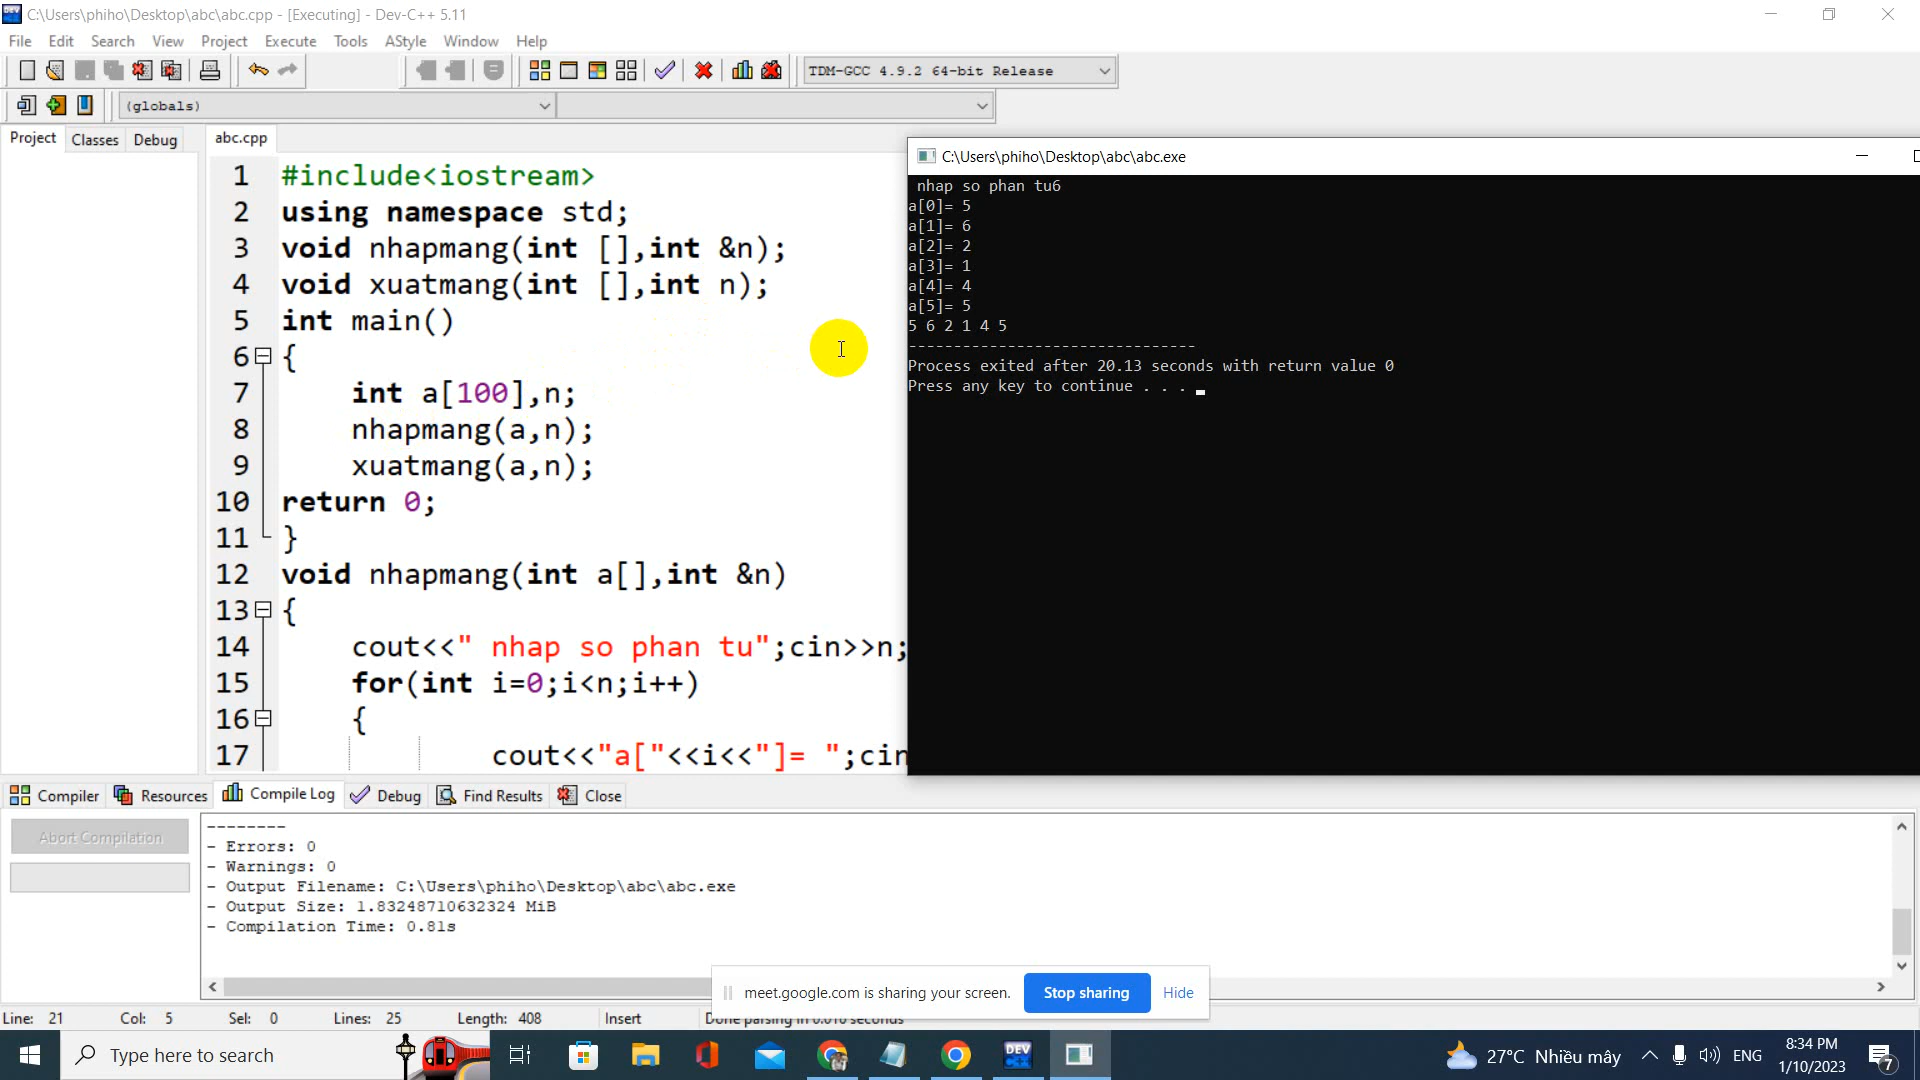 C:\Users\phiho\Desktop\abc\abc.cpp - [Executing] - Dev-C++ 5.11
File Edit Search View Project Execute Tools AStyle Window Help
TDM-GCC 4.9.2 64-bit Release
(globals)
Project Classes Debug
abc.cpp
1 #include<iostream>
2 using namespace std;
3 void nhapmang(int [],int &n);
4 void xuatmang(int [],int n);
5 int main()
6 {
7 int a[100],n;
8 nhapmang(a,n);
9 xuatmang(a,n);
10 return 0;
11 }
12 void nhapmang(int a[],int &n)
13 {
14 cout<<" nhap so phan tu";cin>>n;
15 for(int i=0;i<n;i++)
16 {
17 cout<<"a["<<i<<"]= ";cin
C:\Users\phiho\Desktop\abc\abc.exe
nhap so phan tu6
a[0]= 5
a[1]= 6
a[2]= 2
a[3]= 1
a[4]= 4
a[5]= 5
5 6 2 1 4 5
--------------------------------
Process exited after 20.13 seconds with return value 0
Press any key to continue . . .
Compiler Resources Compile Log Debug Find Results Close
Abort Compilation
--------
- Errors: 0
- Warnings: 0
- Output Filename: C:\Users\phiho\Desktop\abc\abc.exe
- Output Size: 1.83248710632324 MiB
- Compilation Time: 0.81s
meet.google.com is sharing your screen. Stop sharing Hide
Line: 21 Col: 5 Sel: 0 Lines: 25 Length: 408 Insert Done parsing in 0.016 seconds
Type here to search
DEV
27°C Nhiều mây
ENG
8:34 PM
1/10/2023
7